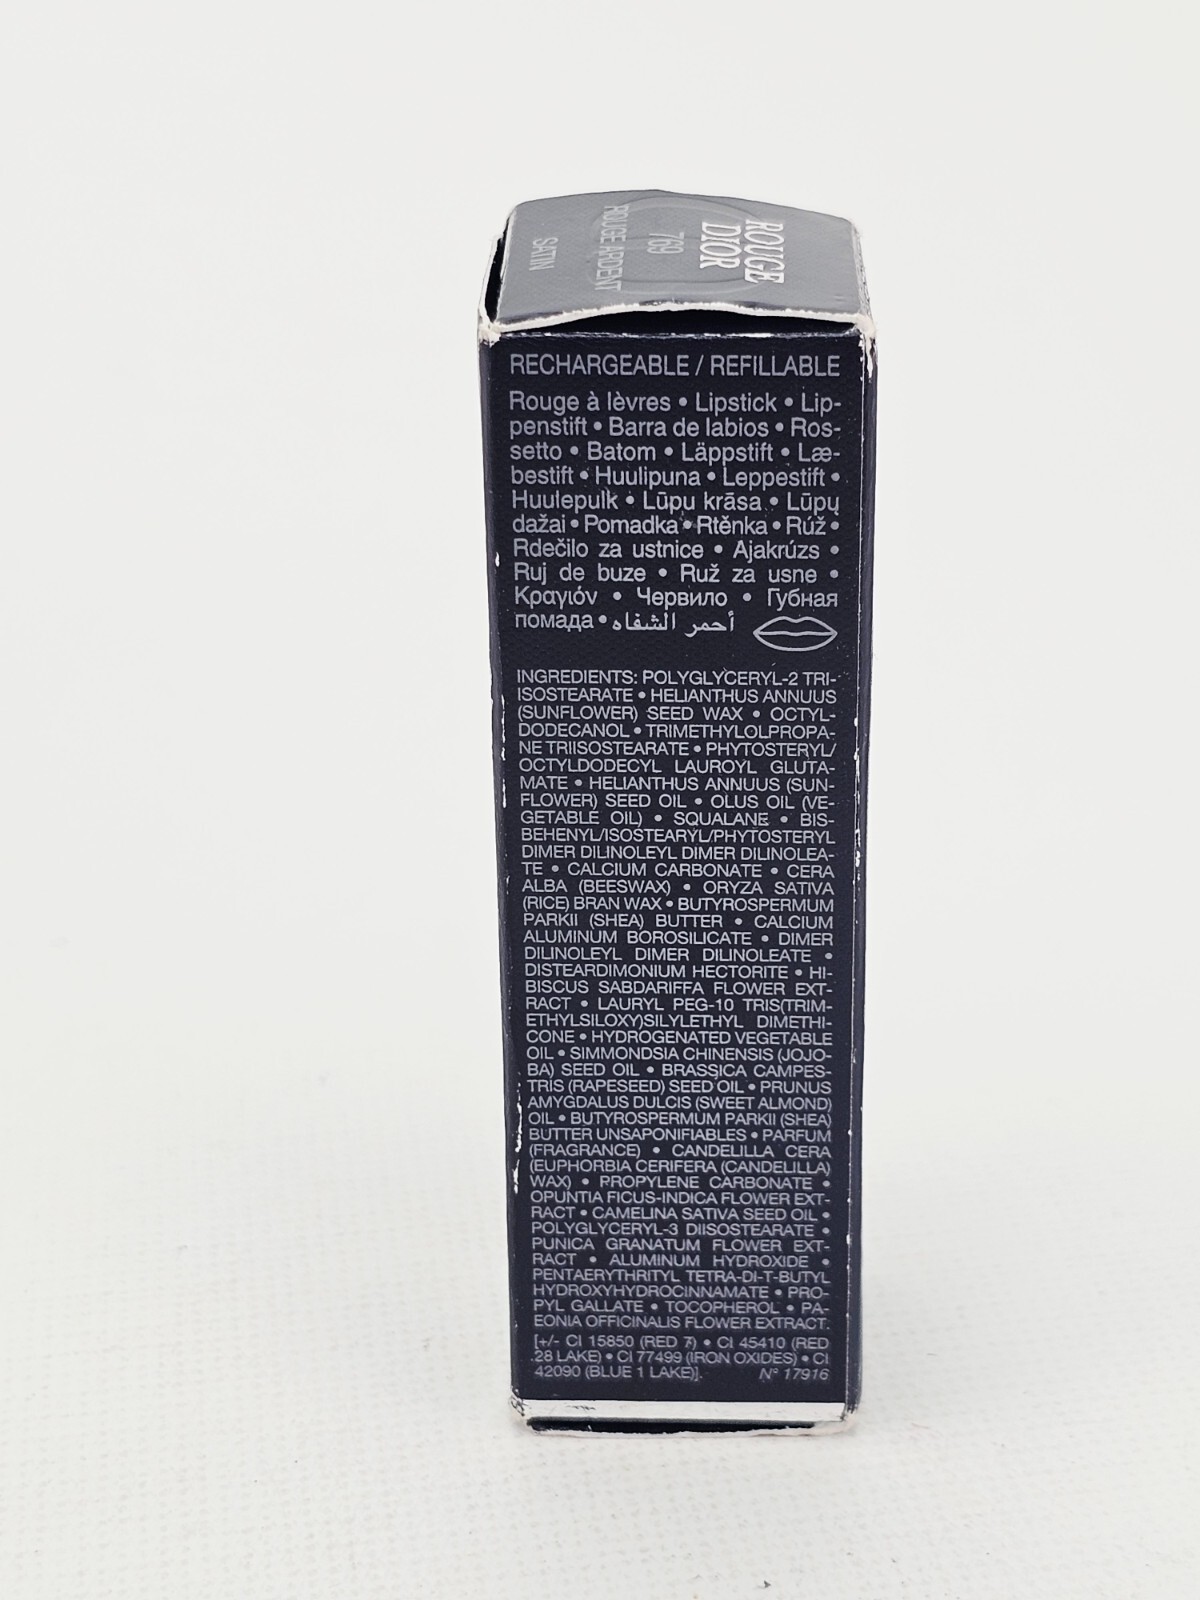 ROUGE
DIOR
769
ROUGE ARDENT
SATIN
RECHARGEABLE / REFILLABLE
Rouge à lèvres • Lipstick • Lip-
penstift • Barra de labios • Ros-
setto • Batom • Läppstift • Læ-
bestift • Huulipuna • Leppestift •
Huulepulk • Lūpu krāsa • Lūpų
dažai • Pomadka • Rtěnka • Rúž •
Rdečilo za ustnice • Ajakrúzs •
Ruj de buze • Ruž za usne •
Κραγιόν • Червило • Губная
помада • أحمر الشفاه
INGREDIENTS: POLYGLYCERYL-2 TRI-
ISOSTEARATE • HELIANTHUS ANNUUS
(SUNFLOWER) SEED WAX • OCTYL-
DODECANOL • TRIMETHYLOLPROPA-
NE TRIISOSTEARATE • PHYTOSTERYL/
OCTYLDODECYL LAUROYL GLUTA-
MATE • HELIANTHUS ANNUUS (SUN-
FLOWER) SEED OIL • OLUS OIL (VE-
GETABLE OIL) • SQUALANE • BIS-
BEHENYL/ISOSTEARYL/PHYTOSTERYL
DIMER DILINOLEYL DIMER DILINOLEA-
TE • CALCIUM CARBONATE • CERA
ALBA (BEESWAX) • ORYZA SATIVA
(RICE) BRAN WAX • BUTYROSPERMUM
PARKII (SHEA) BUTTER • CALCIUM
ALUMINUM BOROSILICATE • DIMER
DILINOLEYL DIMER DILINOLEATE •
DISTEARDIMONIUM HECTORITE • HI-
BISCUS SABDARIFFA FLOWER EXT-
RACT • LAURYL PEG-10 TRIS(TRIM-
ETHYLSILOXY)SILYLETHYL DIMETHI-
CONE • HYDROGENATED VEGETABLE
OIL • SIMMONDSIA CHINENSIS (JOJO-
BA) SEED OIL • BRASSICA CAMPES-
TRIS (RAPESEED) SEED OIL • PRUNUS
AMYGDALUS DULCIS (SWEET ALMOND)
OIL • BUTYROSPERMUM PARKII (SHEA)
BUTTER UNSAPONIFIABLES • PARFUM
(FRAGRANCE) • CANDELILLA CERA
(EUPHORBIA CERIFERA (CANDELILLA)
WAX) • PROPYLENE CARBONATE •
OPUNTIA FICUS-INDICA FLOWER EXT-
RACT • CAMELINA SATIVA SEED OIL •
POLYGLYCERYL-3 DIISOSTEARATE •
PUNICA GRANATUM FLOWER EXT-
RACT • ALUMINUM HYDROXIDE •
PENTAERYTHRITYL TETRA-DI-T-BUTYL
HYDROXYHYDROCINNAMATE • PRO-
PYL GALLATE • TOCOPHEROL • PA-
EONIA OFFICINALIS FLOWER EXTRACT.
[+/- CI 15850 (RED 7) • CI 45410 (RED
28 LAKE) • CI 77499 (IRON OXIDES) • CI
42090 (BLUE 1 LAKE)]. N° 17916